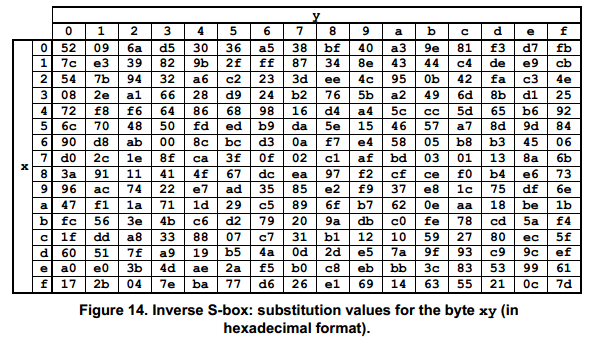 y
0 1 2 3 4 5 6 7 8 9 a b c d e f
0 52 09 6a d5 30 36 a5 38 bf 40 a3 9e 81 f3 d7 fb
1 7c e3 39 82 9b 2f ff 87 34 8e 43 44 c4 de e9 cb
2 54 7b 94 32 a6 c2 23 3d ee 4c 95 0b 42 fa c3 4e
3 08 2e a1 66 28 d9 24 b2 76 5b a2 49 6d 8b d1 25
4 72 f8 f6 64 86 68 98 16 d4 a4 5c cc 5d 65 b6 92
5 6c 70 48 50 fd ed b9 da 5e 15 46 57 a7 8d 9d 84
6 90 d8 ab 00 8c bc d3 0a f7 e4 58 05 b8 b3 45 06
7 d0 2c 1e 8f ca 3f 0f 02 c1 af bd 03 01 13 8a 6b
x 8 3a 91 11 41 4f 67 dc ea 97 f2 cf ce f0 b4 e6 73
9 96 ac 74 22 e7 ad 35 85 e2 f9 37 e8 1c 75 df 6e
a 47 f1 1a 71 1d 29 c5 89 6f b7 62 0e aa 18 be 1b
b fc 56 3e 4b c6 d2 79 20 9a db c0 fe 78 cd 5a f4
c 1f dd a8 33 88 07 c7 31 b1 12 10 59 27 80 ec 5f
d 60 51 7f a9 19 b5 4a 0d 2d e5 7a 9f 93 c9 9c ef
e a0 e0 3b 4d ae 2a f5 b0 c8 eb bb 3c 83 53 99 61
f 17 2b 04 7e ba 77 d6 26 e1 69 14 63 55 21 0c 7d
Figure 14. Inverse S-box: substitution values for the byte xy (in
hexadecimal format).